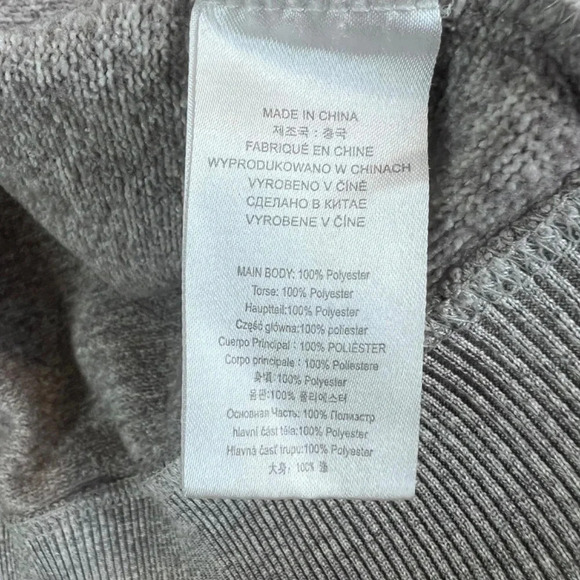 MADE IN CHINA
제조국 : 중국
FABRIQUÉ EN CHINE
WYPRODUKOWANO W CHINACH
VYROBENO V ČÍNĚ
СДЕЛАНО В КИТАЕ
VYROBENE V ČÍNE
MAIN BODY: 100% Polyester
Torse: 100% Polyester
Hauptteil:100% Polyester
Część główna:100% poliester
Cuerpo Principal : 100% POLIÉSTER
Corpo principale : 100% Poliestere
身頃:100% Polyester
몸판:100% 폴리에스터
Основная Часть:100% Полиэстр
hlavní část těla:100% Polyester
Hlavná časť trupu:100% Polyester
大身: 100%